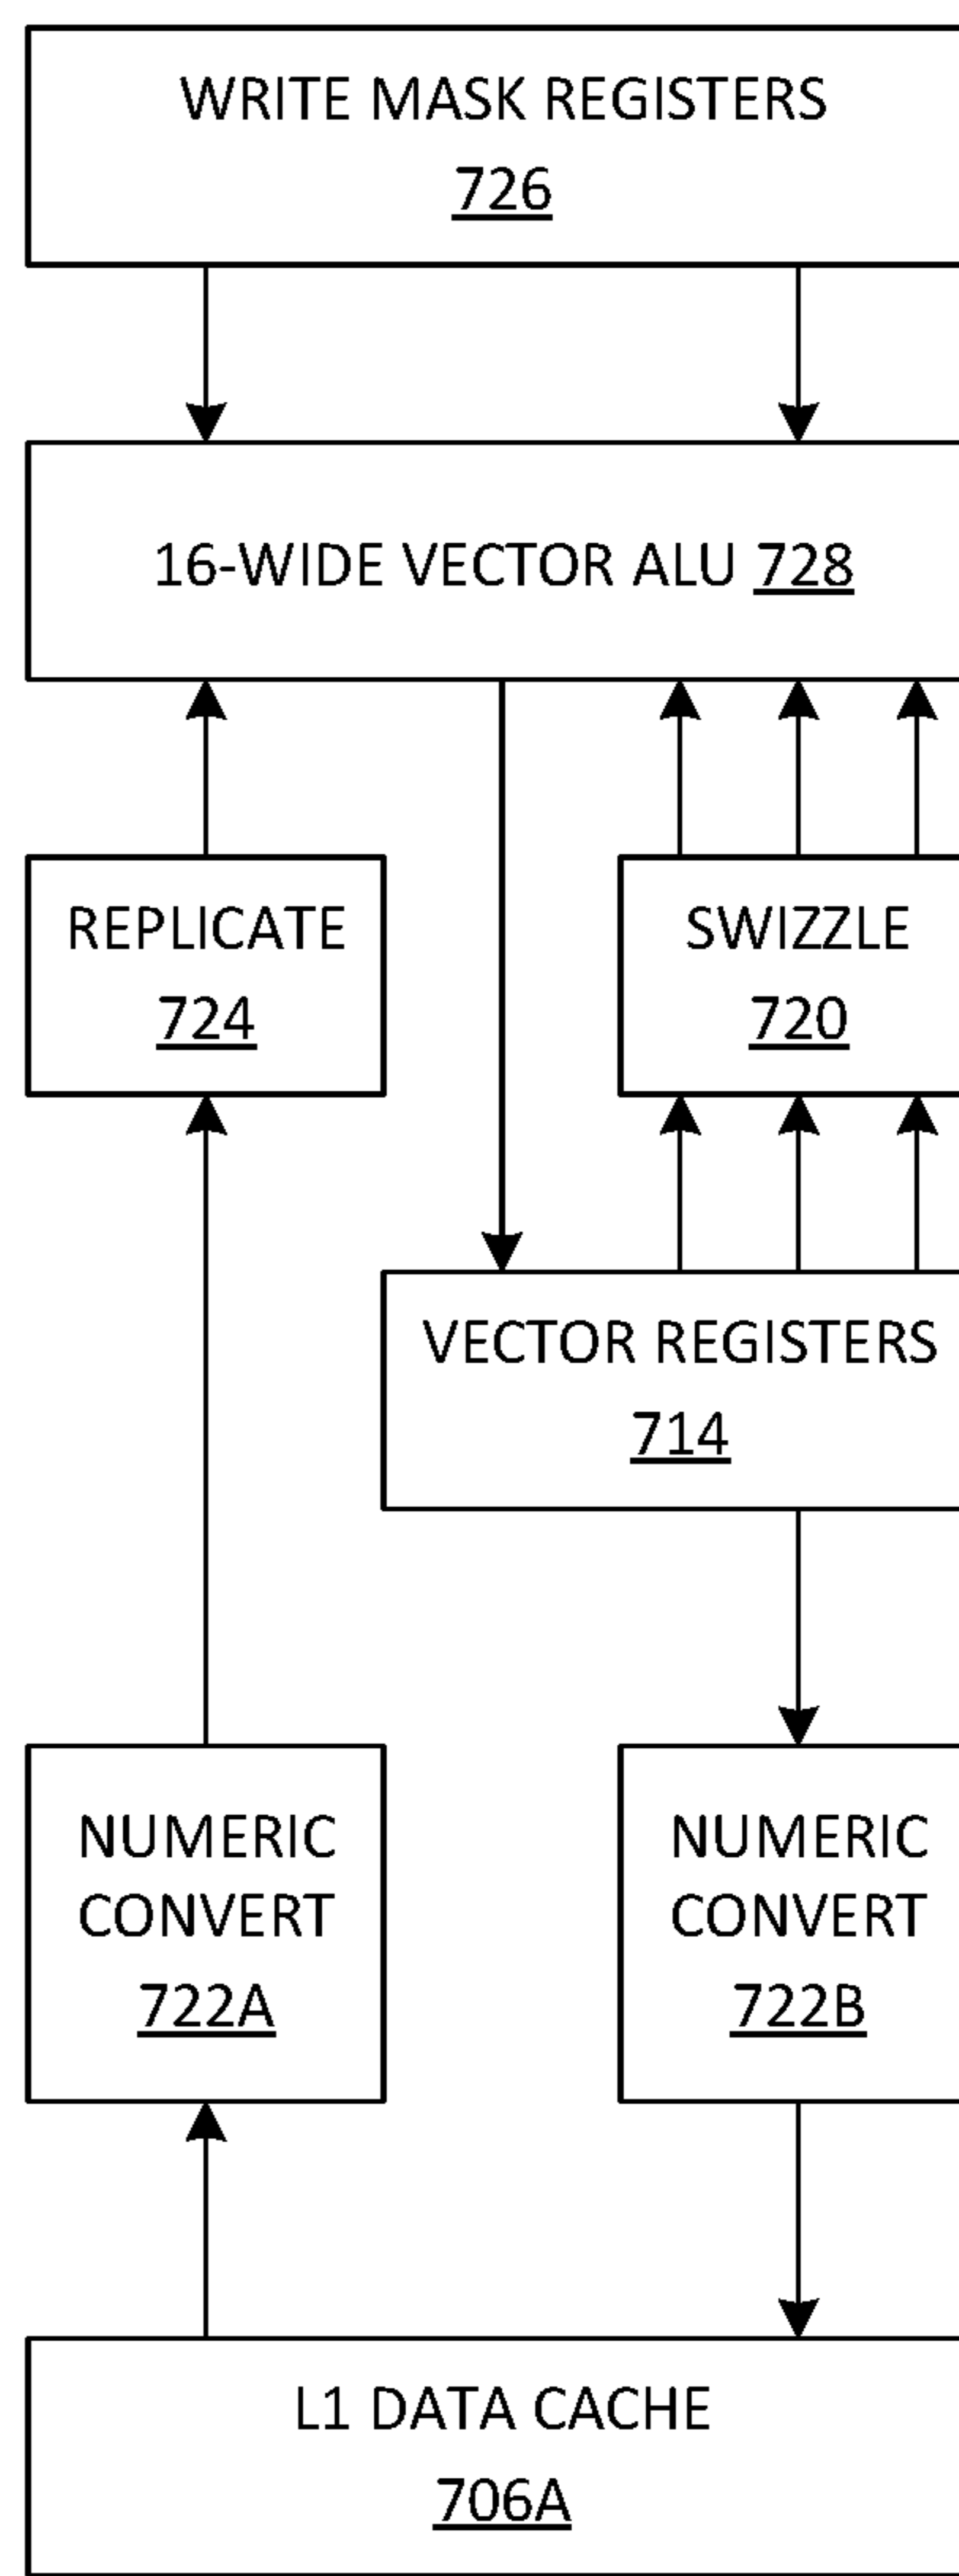 WRITE MASK REGISTERS
726
16-WIDE VECTOR ALU 728
REPLICATE
724
SWIZZLE
720
VECTOR REGISTERS
714
NUMERIC
CONVERT
722A
NUMERIC
CONVERT
722B
L1 DATA CACHE
706A